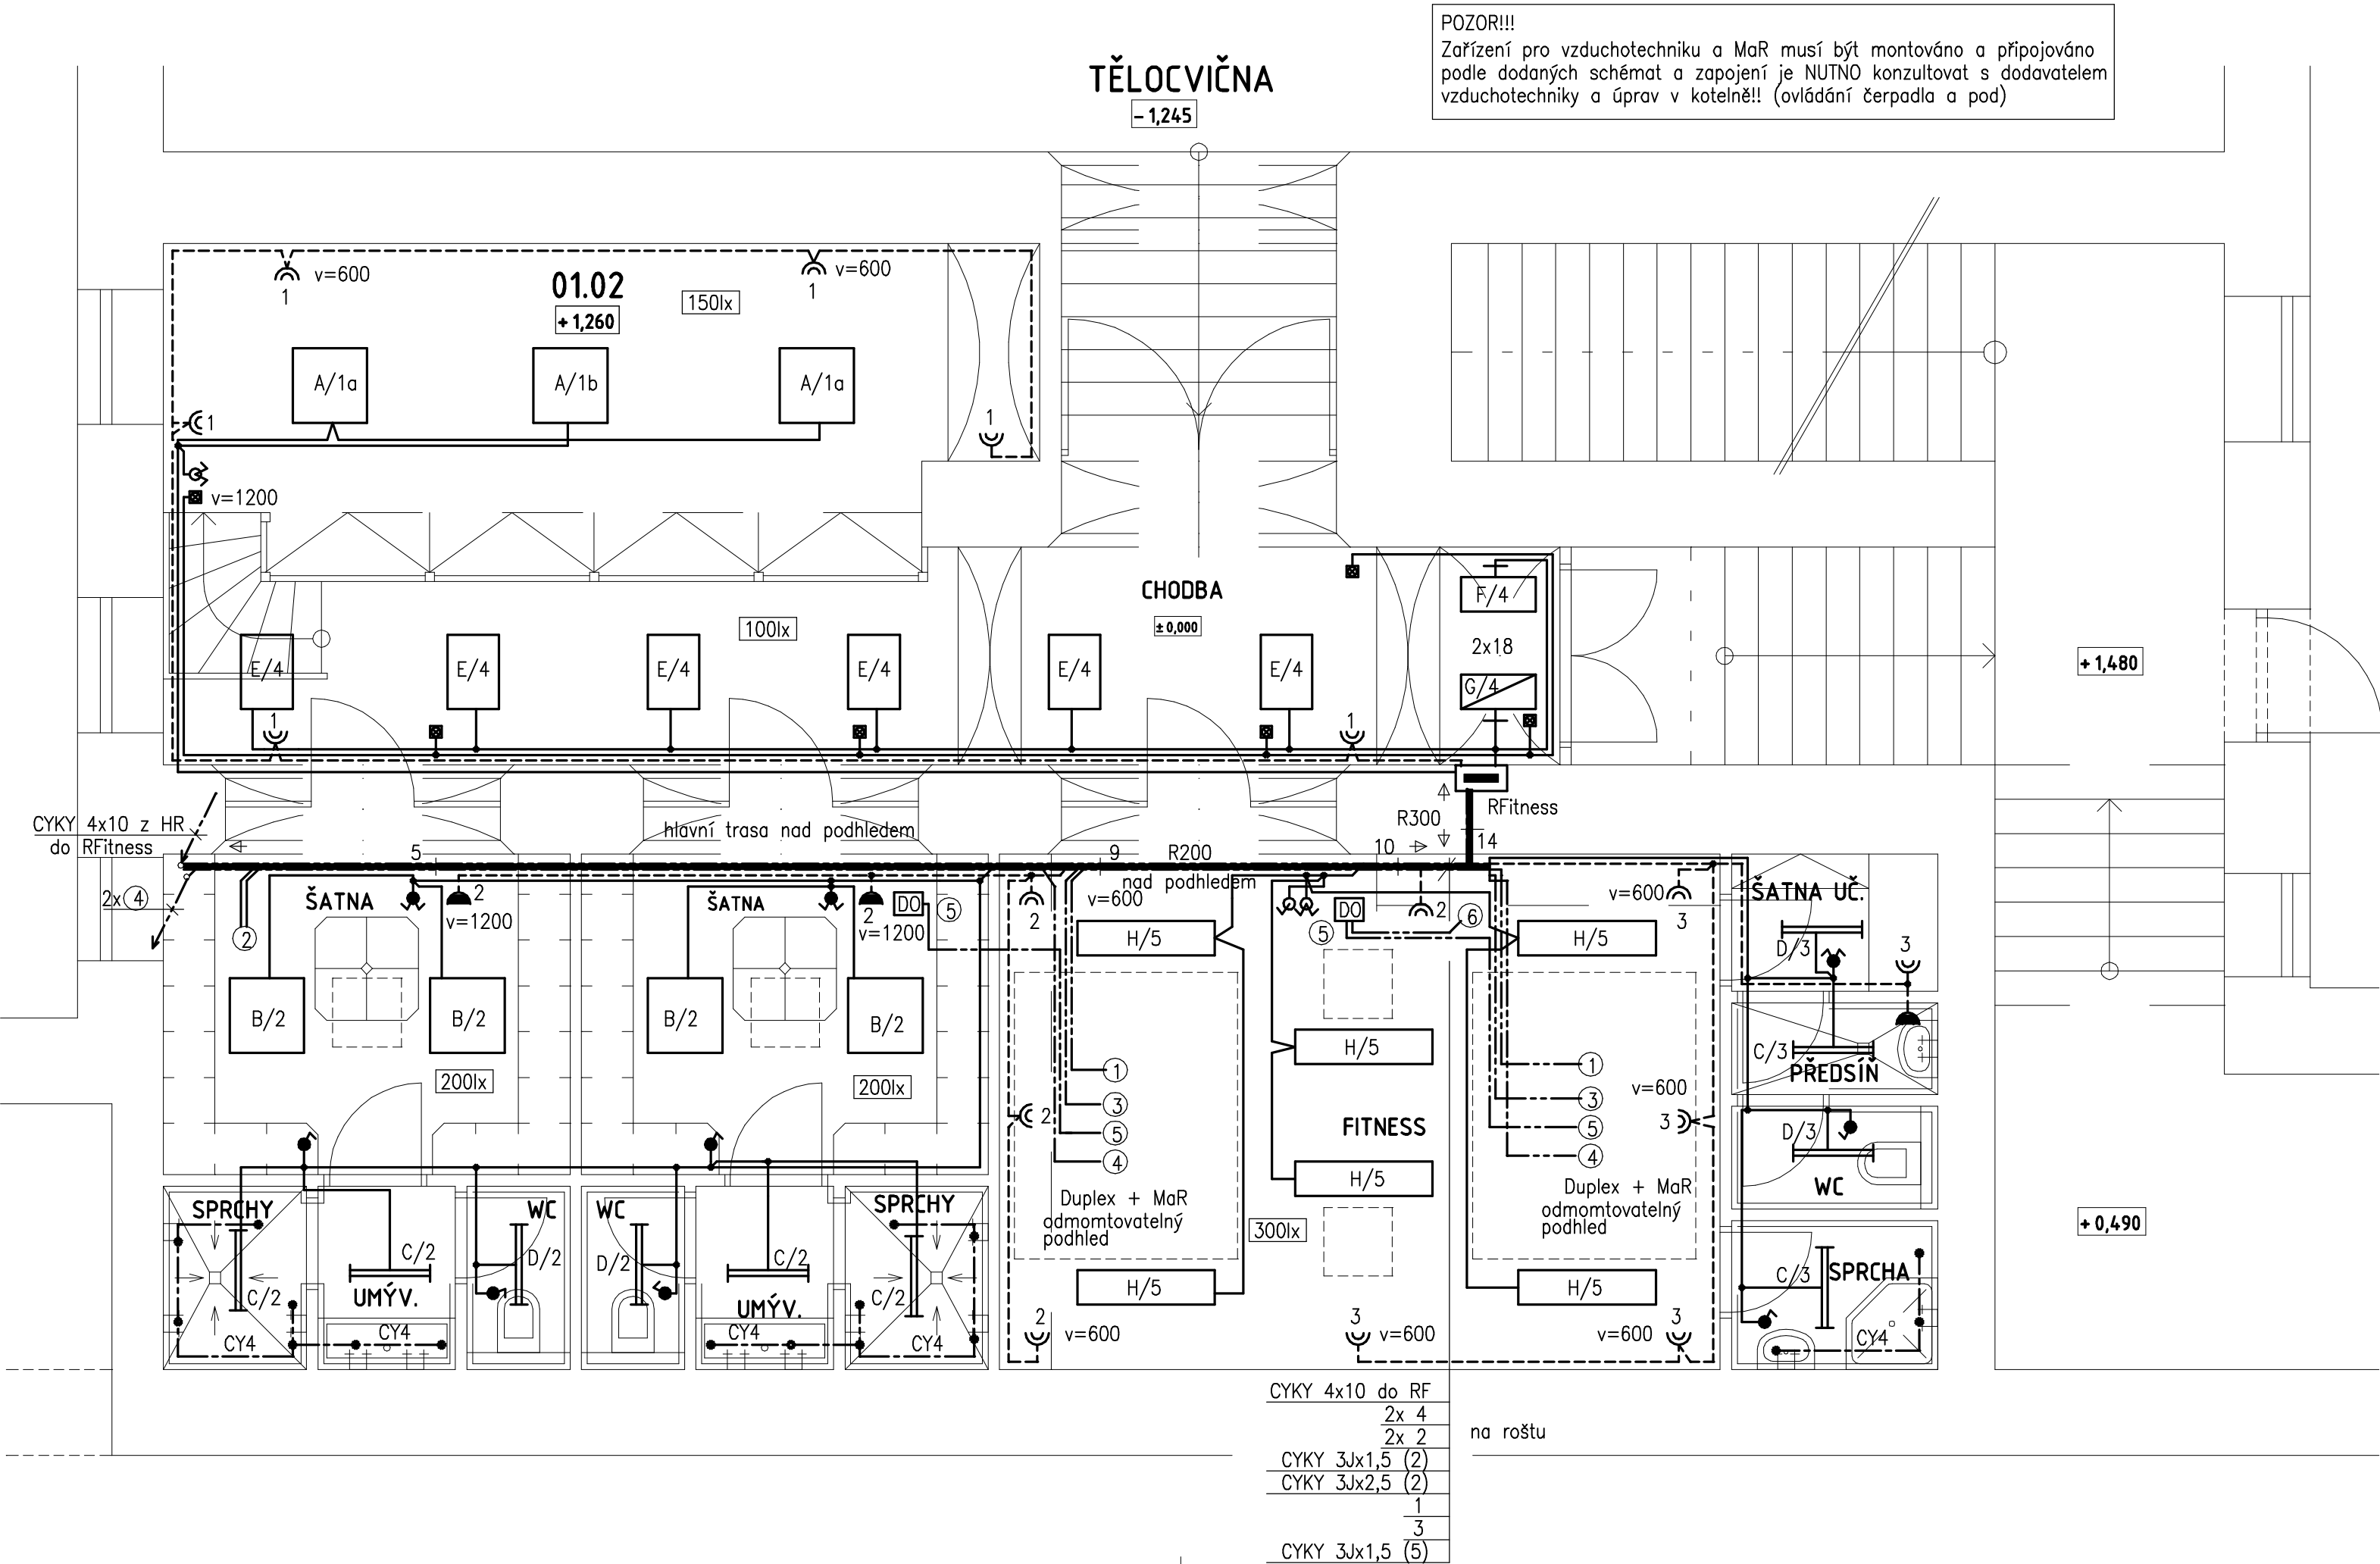 POZOR!!!
Zařízení pro vzduchotechniku a MaR musí být montováno a připojováno
podle dodaných schémat a zapojení je NUTNO konzultovat s dodavatelem
vzduchotechniky a úprav v kotelně!! (ovládání čerpadla a pod)
TĚLOCVIČNA
- 1,245
v=600
1
01.02
+ 1,260
150lx
v=600
1
A/1a
A/1b
A/1a
1
1
v=1200
CHODBA
± 0,000
100lx
F/4
2x18
G/4
E/4
E/4
E/4
E/4
E/4
E/4
1
1
+ 1,480
CYKY 4x10 z HR
do RFitness
hlavní trasa nad podhledem
R300
RFitness
14
5
9
R200
10
nad podhledem
2x 4
ŠATNA
2
v=1200
2
ŠATNA
2
v=1200
DO
5
2
v=600
H/5
DO
5
2
6
H/5
v=600
3
ŠATNA UČ.
D/3
3
B/2
B/2
B/2
B/2
H/5
C/3
PŘEDSÍŇ
200lx
200lx
1
3
5
4
2
FITNESS
1
3
5
4
v=600
3
D/3
WC
H/5
Duplex + MaR
odmomtovatelný
podhled
300lx
Duplex + MaR
odmomtovatelný
podhled
SPRCHY
C/2
CY4
C/2
UMÝV.
CY4
WC
D/2
WC
D/2
C/2
UMÝV.
CY4
SPRCHY
C/2
CY4
H/5
H/5
C/3
SPRCHA
CY4
+ 0,490
2
v=600
3
v=600
v=600
3
CYKY 4x10 do RF
2x 4
2x 2
na roštu
CYKY 3Jx1,5 (2)
CYKY 3Jx2,5 (2)
1
3
CYKY 3Jx1,5 (5)